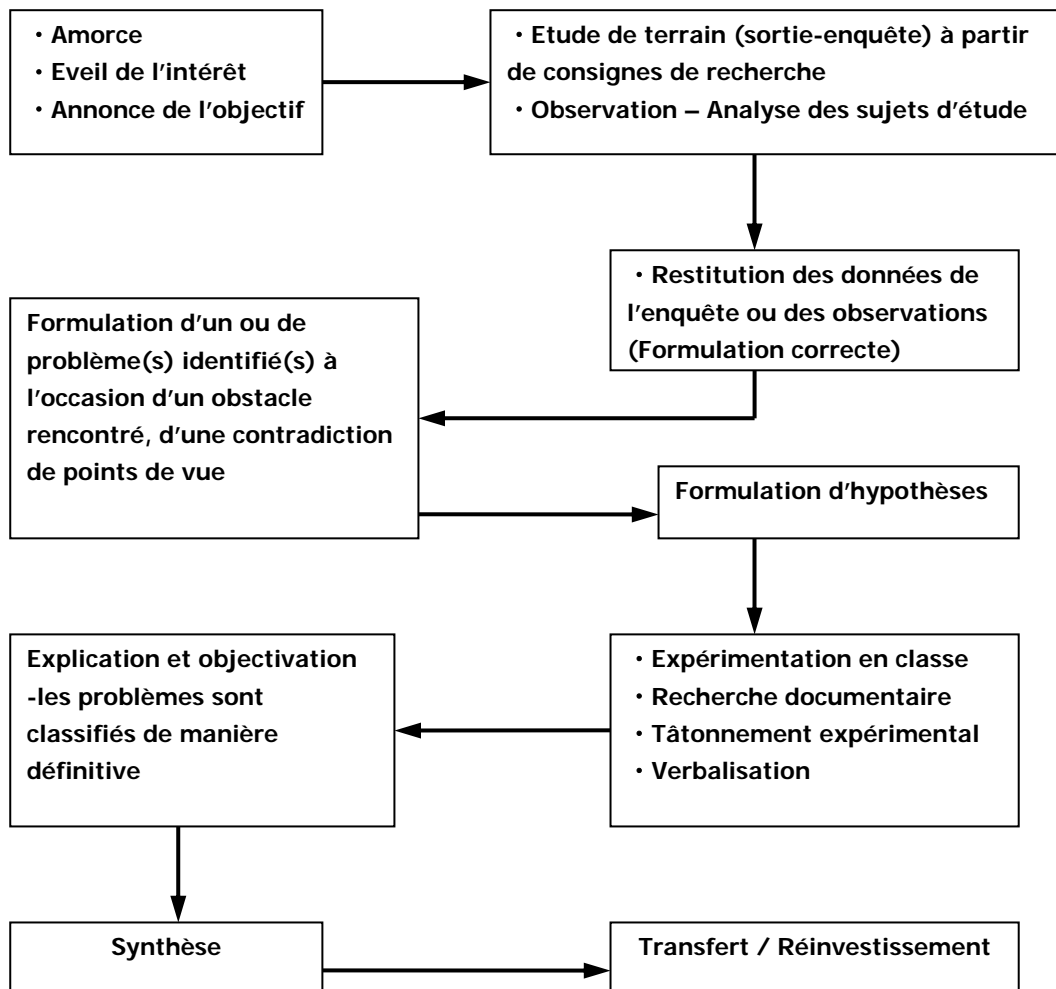 · Amorce
· Eveil de l'intérêt
· Annonce de l'objectif
· Etude de terrain (sortie-enquête) à partir
de consignes de recherche
· Observation – Analyse des sujets d'étude
· Restitution des données de
l'enquête ou des observations
(Formulation correcte)
Formulation d'un ou de
problème(s) identifié(s) à
l'occasion d'un obstacle
rencontré, d'une contradiction
de points de vue
Formulation d'hypothèses
· Expérimentation en classe
· Recherche documentaire
· Tâtonnement expérimental
· Verbalisation
Explication et objectivation
-les problèmes sont
classifiés de manière
définitive
Synthèse
Transfert / Réinvestissement